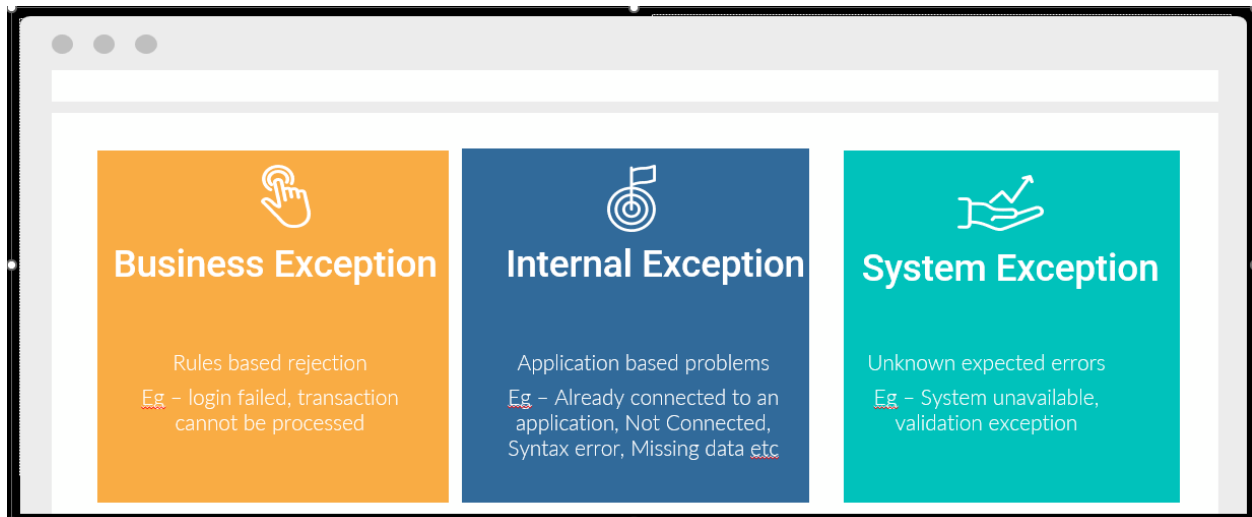 Business Exception
Rules based rejection
Eg – login failed, transaction
cannot be processed
Internal Exception
Application based problems
Eg – Already connected to an
application, Not Connected,
Syntax error, Missing data etc
System Exception
Unknown expected errors
Eg – System unavailable,
validation exception